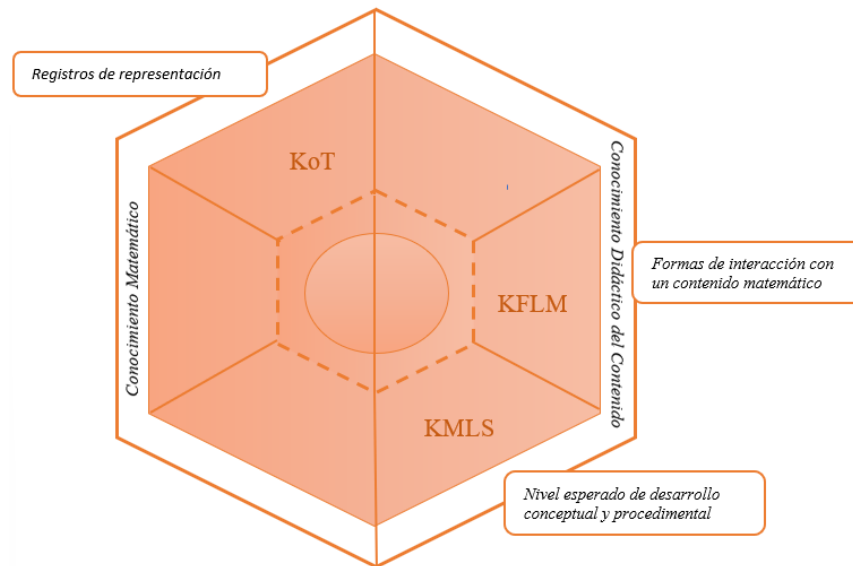 Registros de representación
KoT
Conocimiento Matemático
Conocimiento Didáctico del Contenido
Formas de interacción con
un contenido matemático
KFLM
KMLS
Nivel esperado de desarrollo
conceptual y procedimental